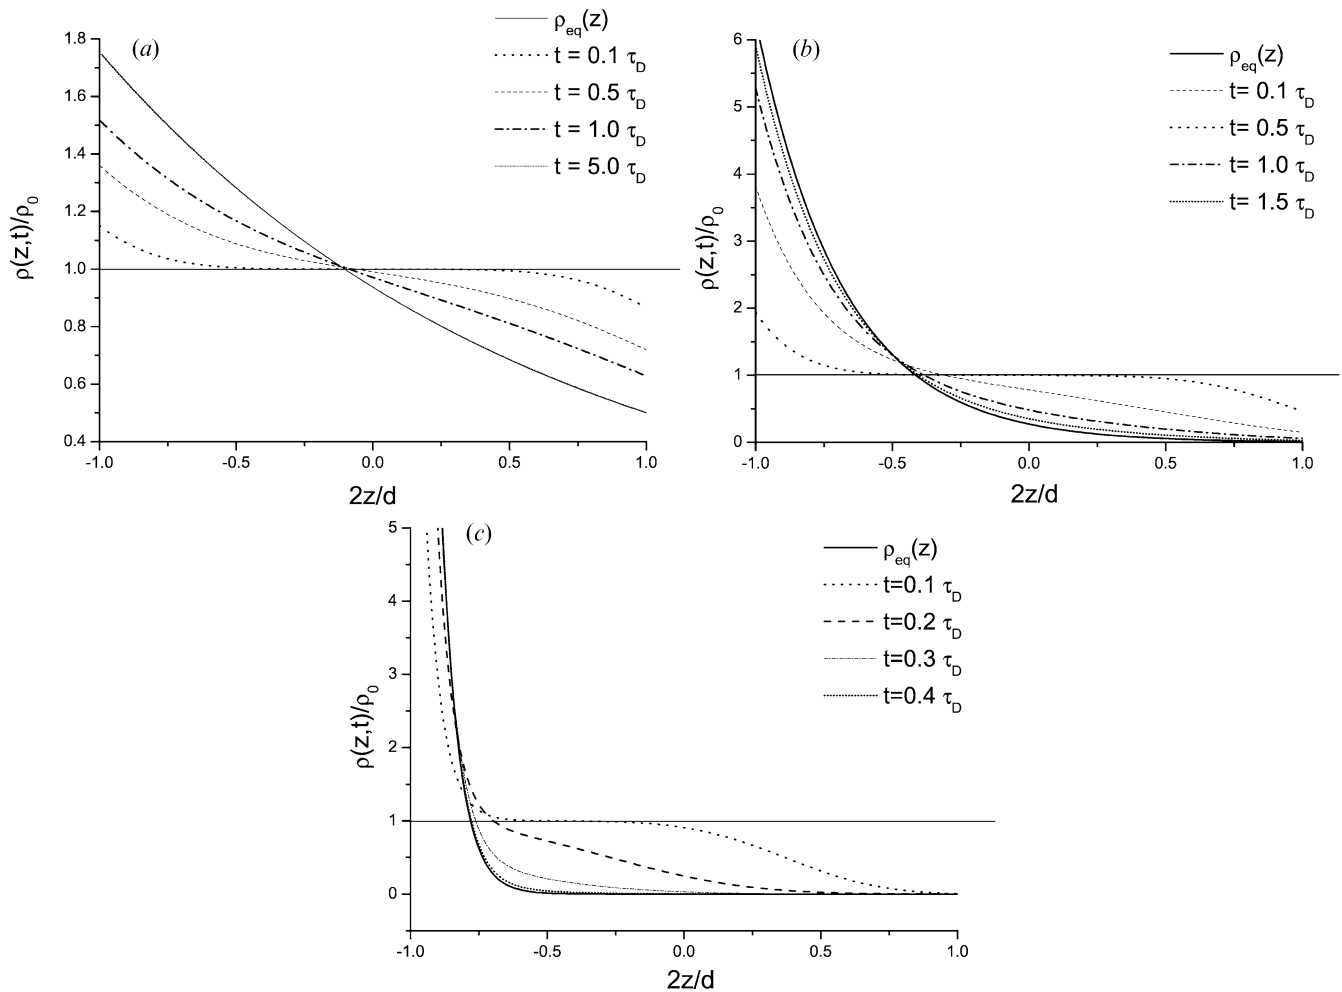 (a)
ρeq(z)
t = 0.1 τD
t = 0.5 τD
t = 1.0 τD
t = 5.0 τD
1.8
1.6
1.4
1.2
1.0
0.8
0.6
0.4
ρ(z,t)/ρ0
-1.0 -0.5 0.0 0.5 1.0
2z/d
(b)
ρeq(z)
t= 0.1 τD
t= 0.5 τD
t= 1.0 τD
t= 1.5 τD
6
5
4
3
2
1
0
ρ(z,t)/ρ0
-1.0 -0.5 0.0 0.5 1.0
2z/d
(c)
ρeq(z)
t=0.1 τD
t=0.2 τD
t=0.3 τD
t=0.4 τD
5
4
3
2
1
0
ρ(z,t)/ρ0
-1.0 -0.5 0.0 0.5 1.0
2z/d